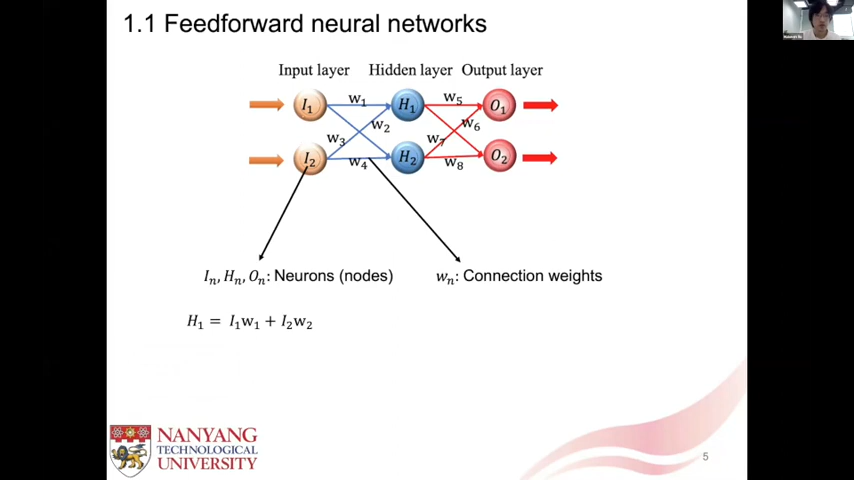 1.1 Feedforward neural networks
Input layer Hidden layer Output layer
I₁ w₁ H₁ w₅ O₁
w₃ w₂ w₇ w₆
I₂ w₄ H₂ w₈ O₂
Iₙ, Hₙ, Oₙ: Neurons (nodes) wₙ: Connection weights
H₁ = I₁w₁ + I₂w₂
NANYANG
TECHNOLOGICAL
UNIVERSITY
5